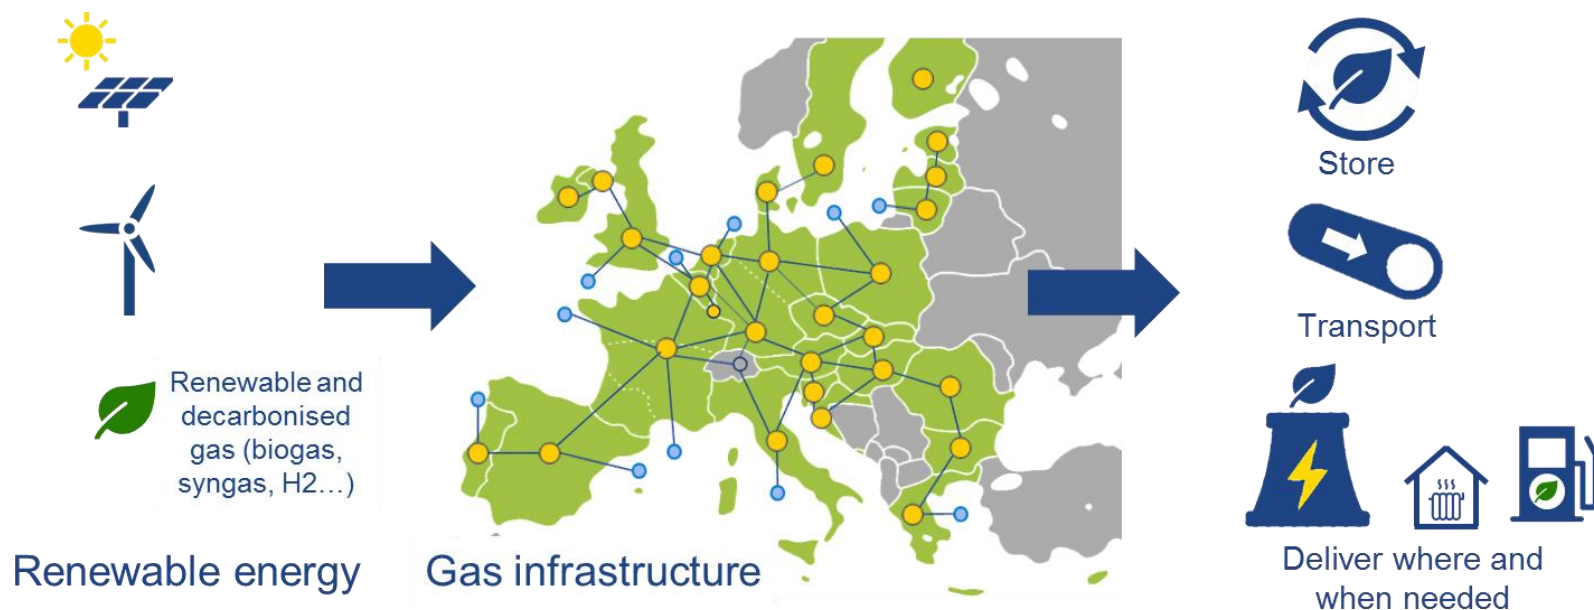 Renewable and
decarbonised
gas (biogas,
syngas, H2…)
Renewable energy
Gas infrastructure
Store
Transport
Deliver where and
when needed